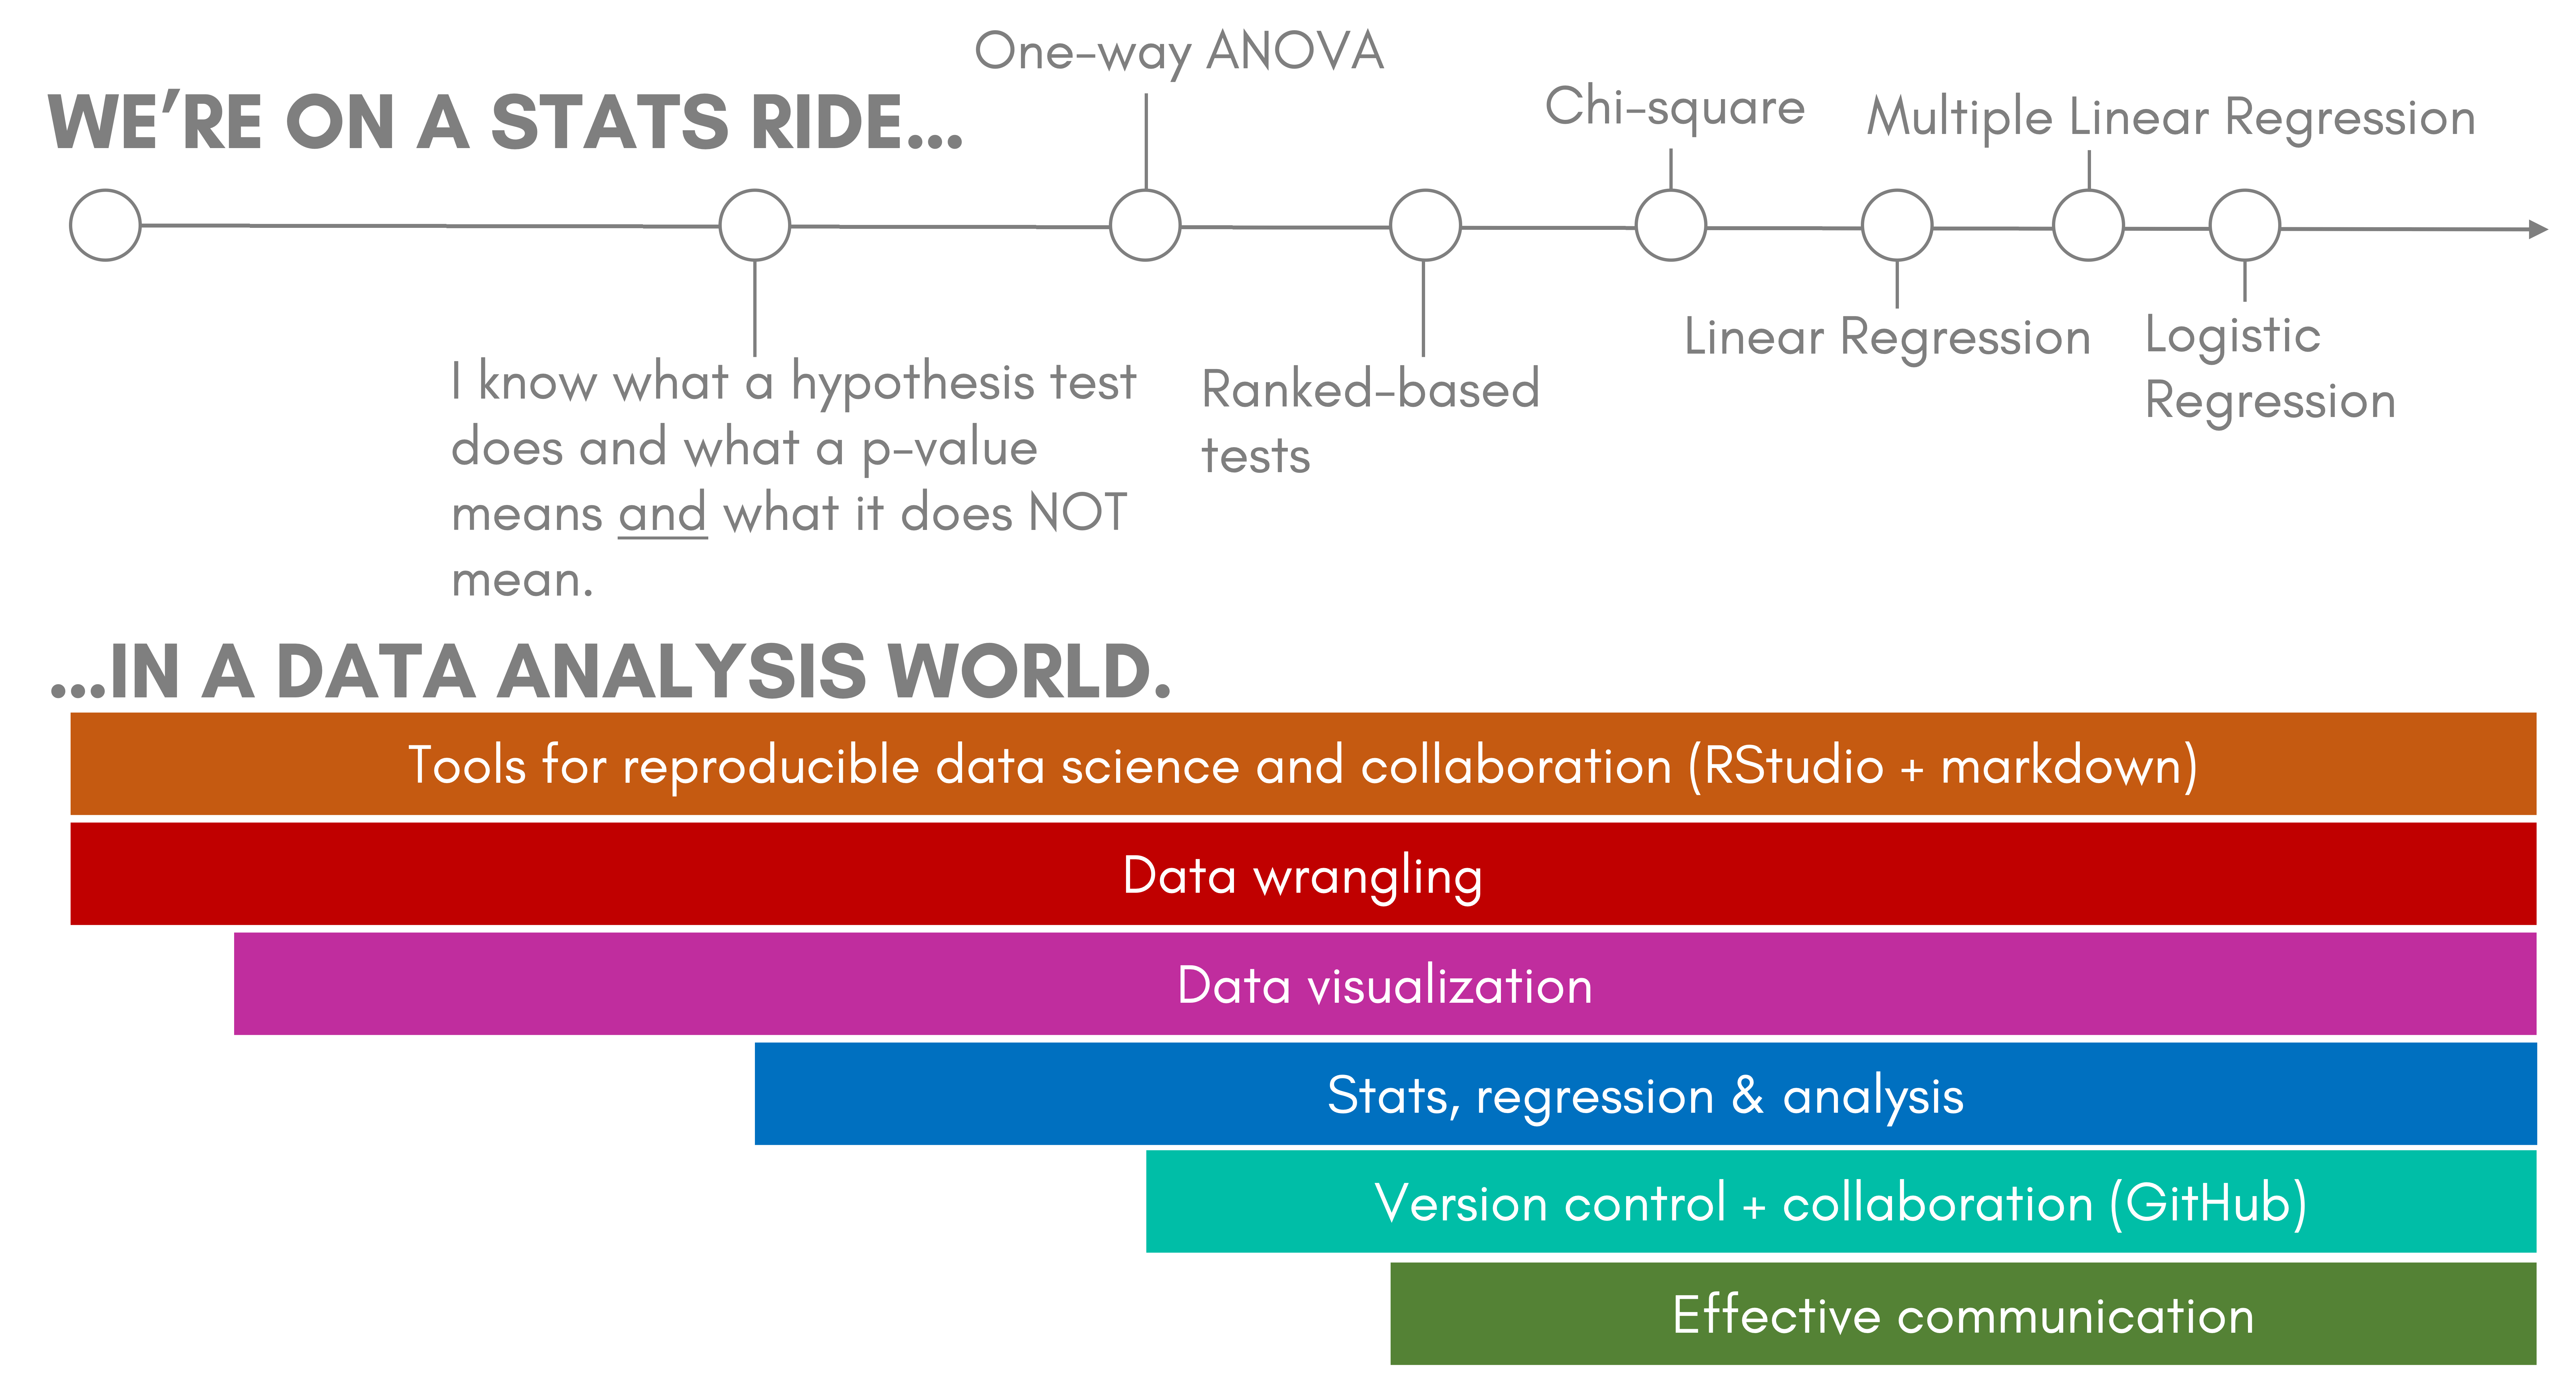 One-way ANOVA
WE’RE ON A STATS RIDE...
Chi-square
Multiple Linear Regression
Linear Regression
Logistic
Regression
I know what a hypothesis test
does and what a p-value
means and what it does NOT
mean.
Ranked-based
tests
...IN A DATA ANALYSIS WORLD.
Tools for reproducible data science and collaboration (RStudio + markdown)
Data wrangling
Data visualization
Stats, regression & analysis
Version control + collaboration (GitHub)
Effective communication